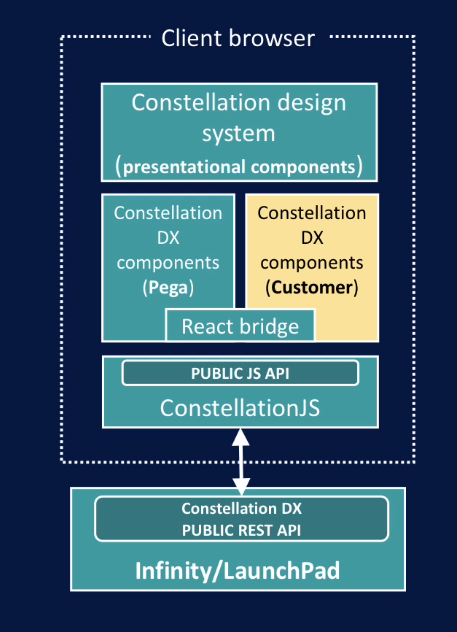 Client browser
Constellation design
system
(presentational components)
Constellation
DX
components
(Pega)
Constellation
DX
components
(Customer)
React bridge
PUBLIC JS API
ConstellationJS
Constellation DX
PUBLIC REST API
Infinity/LaunchPad